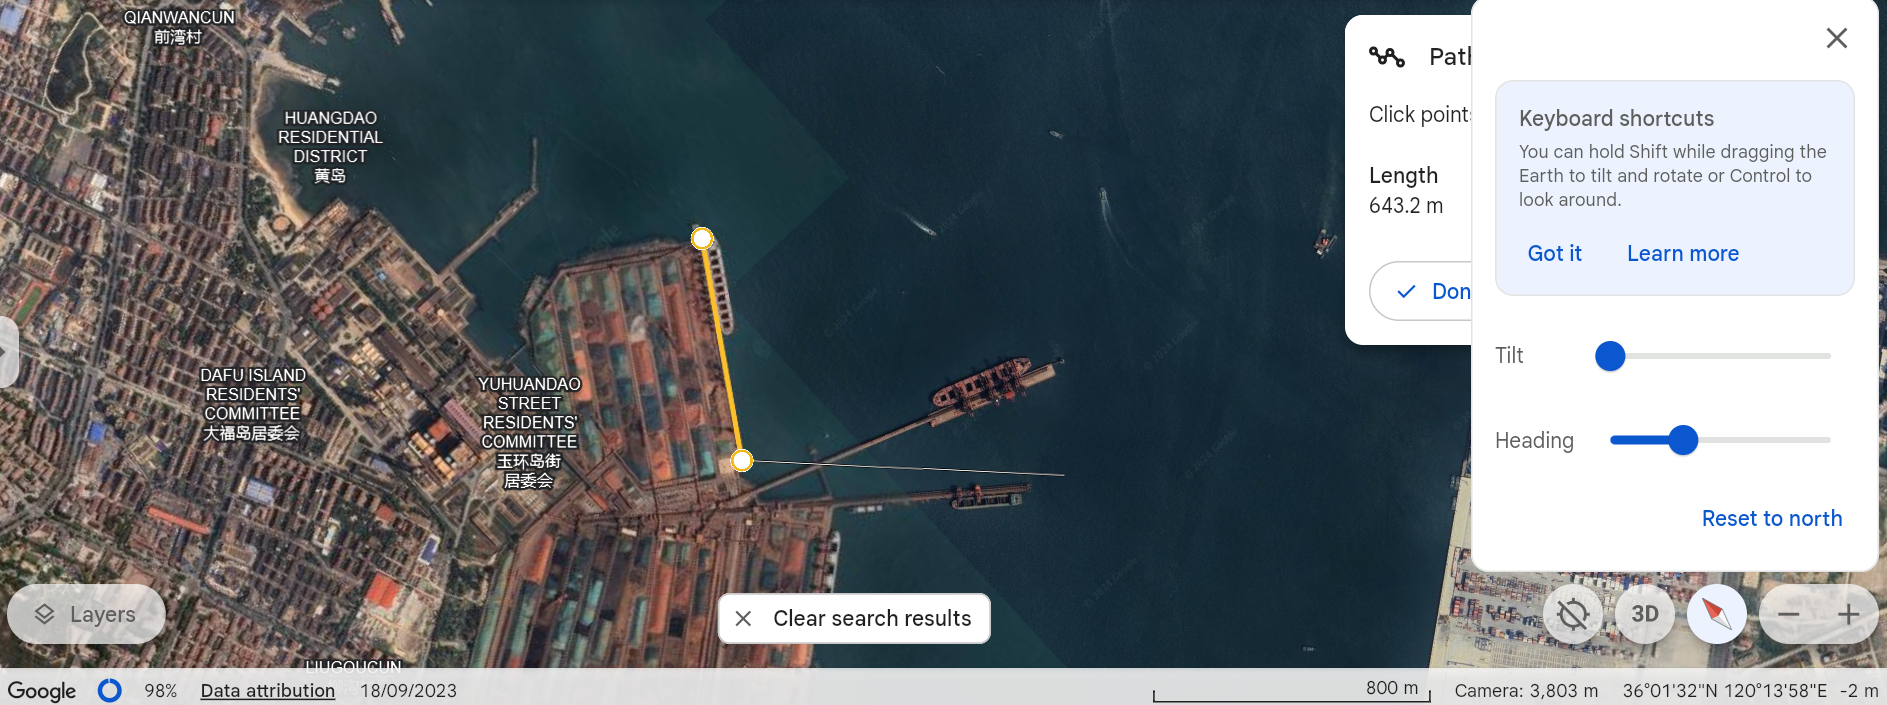 QIANWANCUN
前湾村
HUANGDAO
RESIDENTIAL
DISTRICT
黄岛
DAFU ISLAND
RESIDENTS'
COMMITTEE
大福岛居委会
YUHUANDAO
STREET
RESIDENTS'
COMMITTEE
玉环岛街
居委会
LIUGOUCUN
Path
Click points
Length
643.2 m
Don
Keyboard shortcuts
You can hold Shift while dragging the
Earth to tilt and rotate or Control to
look around.
Got it
Learn more
Tilt
Heading
Reset to north
Layers
Clear search results
3D
Google
98%
Data attribution
18/09/2023
800 m
Camera: 3,803 m
36°01'32"N 120°13'58"E
-2 m